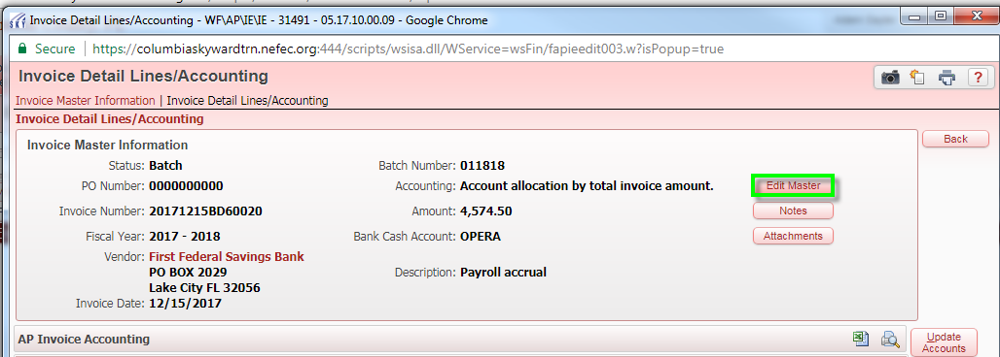 Invoice Detail Lines/Accounting - WF\AP\IE\IE - 31491 - 05.17.10.00.09 - Google Chrome
Secure | https://columbiaskywardtrn.nefec.org:444/scripts/wsisa.dll/WService=wsFin/fapieedit003.w?isPopup=true
Invoice Detail Lines/Accounting
?
Invoice Master Information | Invoice Detail Lines/Accounting
Invoice Detail Lines/Accounting
Back
Invoice Master Information
Status: Batch Batch Number: 011818
PO Number: 0000000000 Accounting: Account allocation by total invoice amount. Edit Master
Invoice Number: 20171215BD60020 Amount: 4,574.50 Notes
Fiscal Year: 2017 - 2018 Bank Cash Account: OPERA Attachments
Vendor: First Federal Savings Bank
PO BOX 2029 Description: Payroll accrual
Lake City FL 32056
Invoice Date: 12/15/2017
AP Invoice Accounting
Update
Accounts